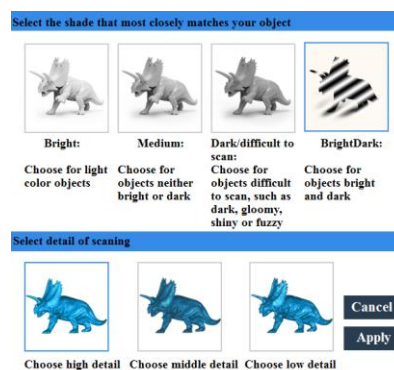 Select the shade that most closely matches your object
Bright:
Choose for light
color objects
Medium:
Choose for
objects neither
bright or dark
Dark/difficult to
scan:
Choose for
objects difficult
to scan, such as
dark, gloomy,
shiny or fuzzy
BrightDark:
Choose for
objects bright
and dark
Select detail of scaning
Cancel
Apply
Choose high detail
Choose middle detail
Choose low detail